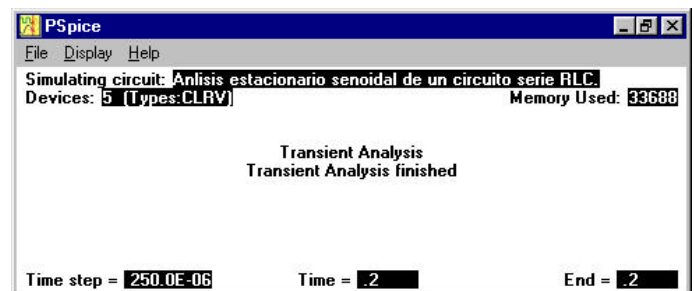 PSpice
File Display Help
Simulating circuit: Anlisis estacionario senoidal de un circuito serie RLC.
Devices: 5 (Types:CLRV) Memory Used: 33688
Transient Analysis
Transient Analysis finished
Time step = 250.0E-06 Time = .2 End = .2